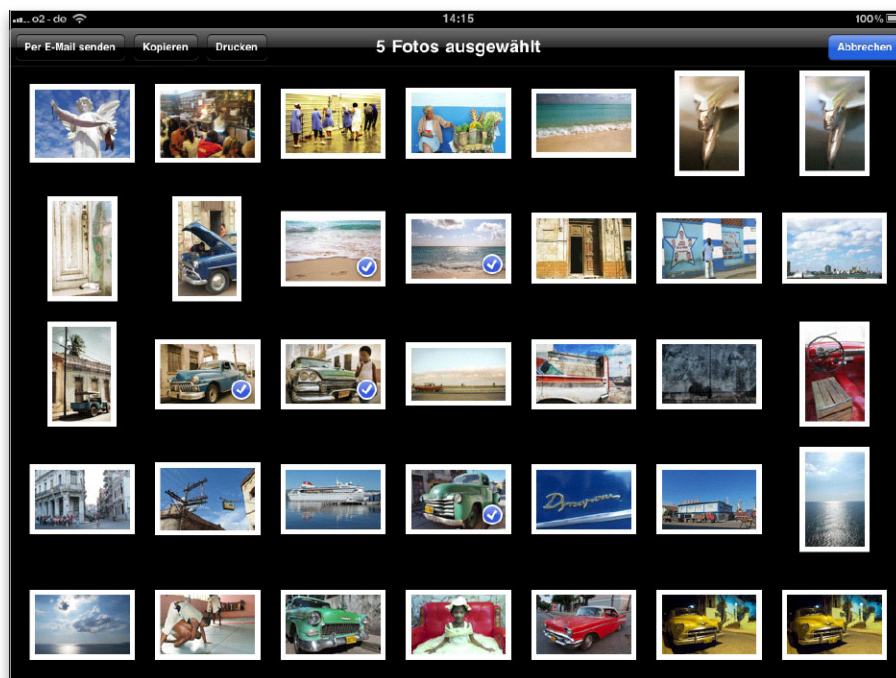 o2-de
14:15
100%
Per E-Mail senden
Kopieren
Drucken
5 Fotos ausgewählt
Abbrechen